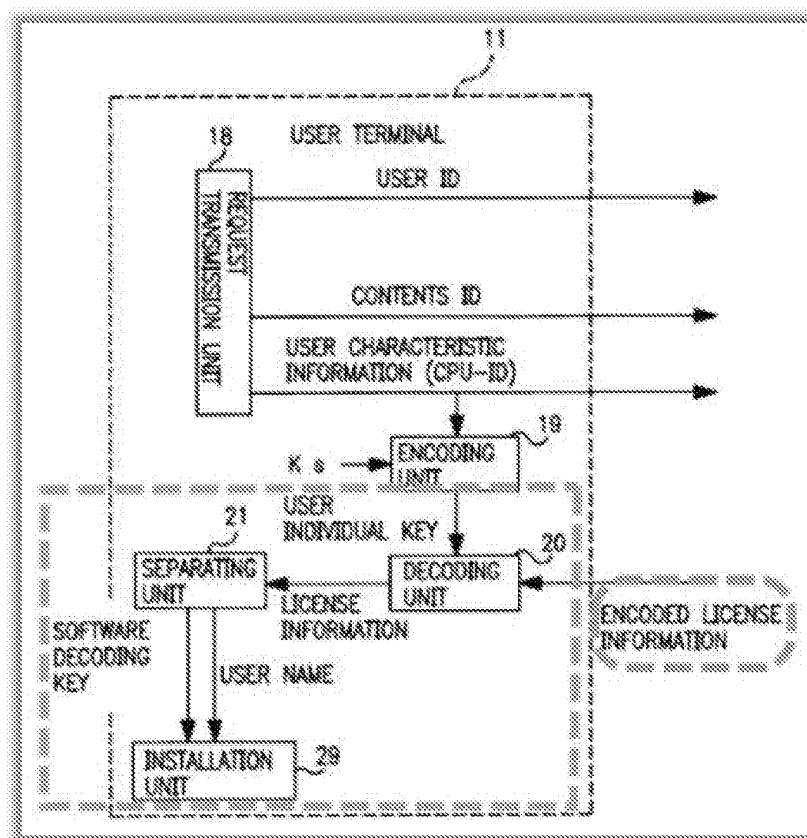 11
USER TERMINAL
18
REQUEST
TRANSMISSION UNIT
USER ID
CONTENTS ID
USER CHARACTERISTIC
INFORMATION (CPU-ID)
19
K s
ENCODING
UNIT
USER
INDIVIDUAL KEY
21
SEPARATING
UNIT
20
DECODING
UNIT
LICENSE
INFORMATION
ENCODED LICENSE
INFORMATION
SOFTWARE
DECODING
KEY
USER NAME
INSTALLATION
UNIT
29